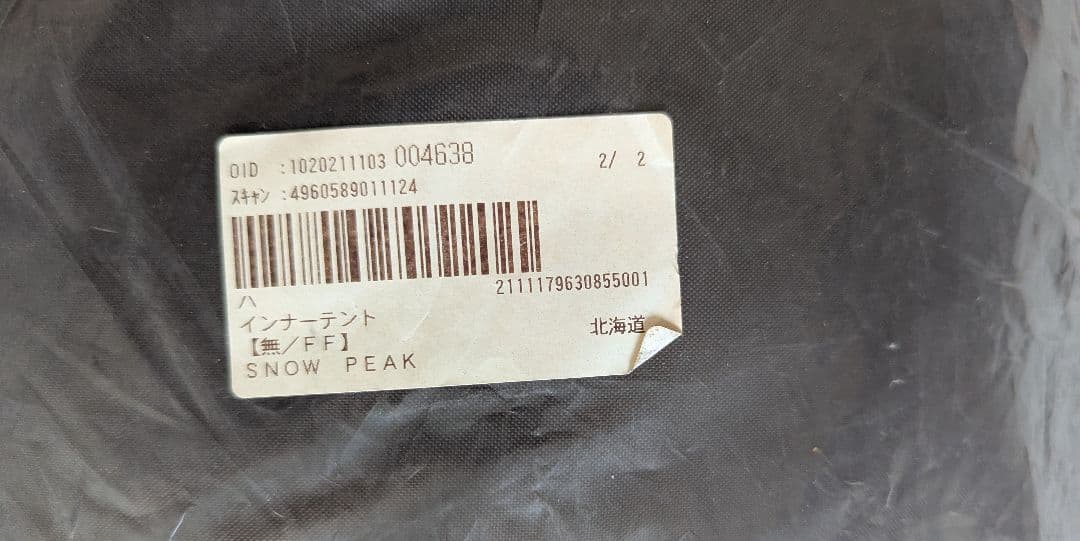 OID :1020211103 004638 2/ 2
ｽｷｬﾝ :4960589011124
2111179630855001
ハ
インナーテント 北海道
【無／ＦＦ】
ＳＮＯＷ ＰＥＡＫ